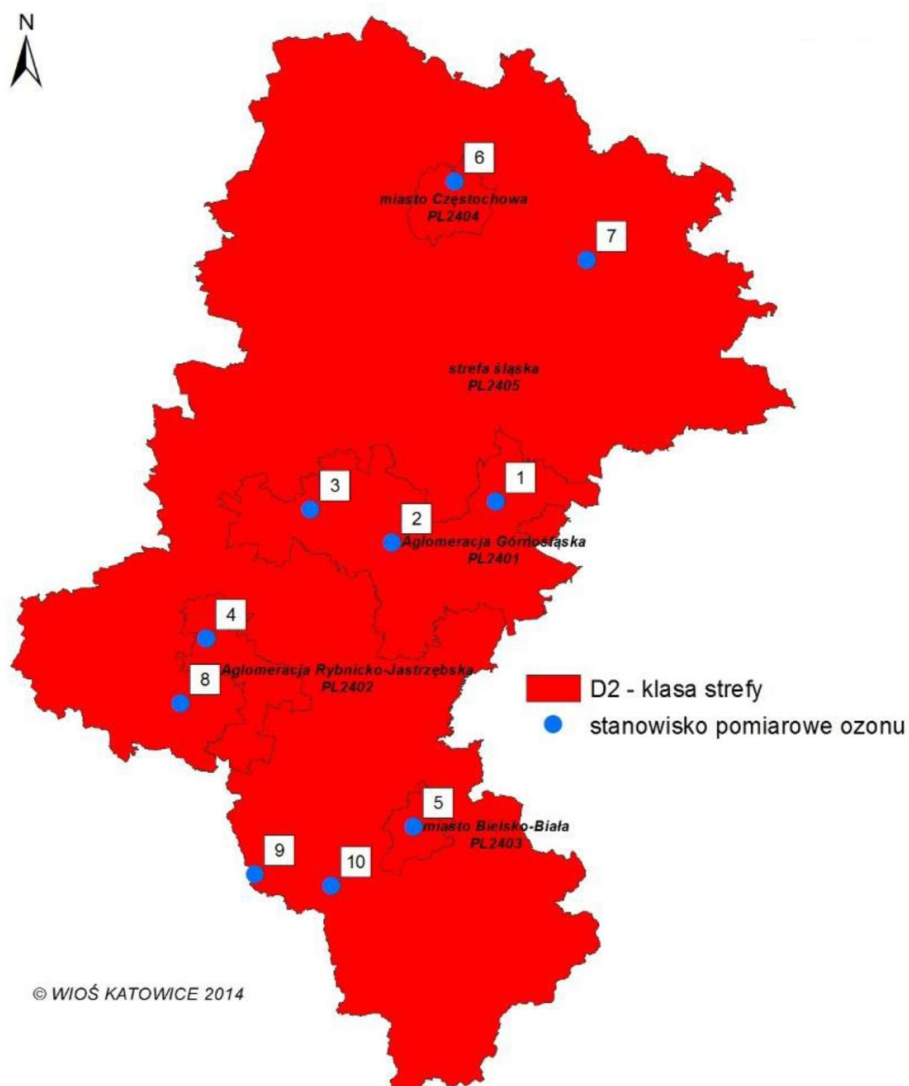 N
6
miasto Częstochowa
PL2404
7
strefa śląska
PL2405
3
1
2
Aglomeracja Górnośląska
PL2401
4
Aglomeracja Rybnicko-Jastrzębska
PL2402
8
D2 - klasa strefy
stanowisko pomiarowe ozonu
5
miasto Bielsko-Biała
PL2403
9
10
© WIOŚ KATOWICE 2014